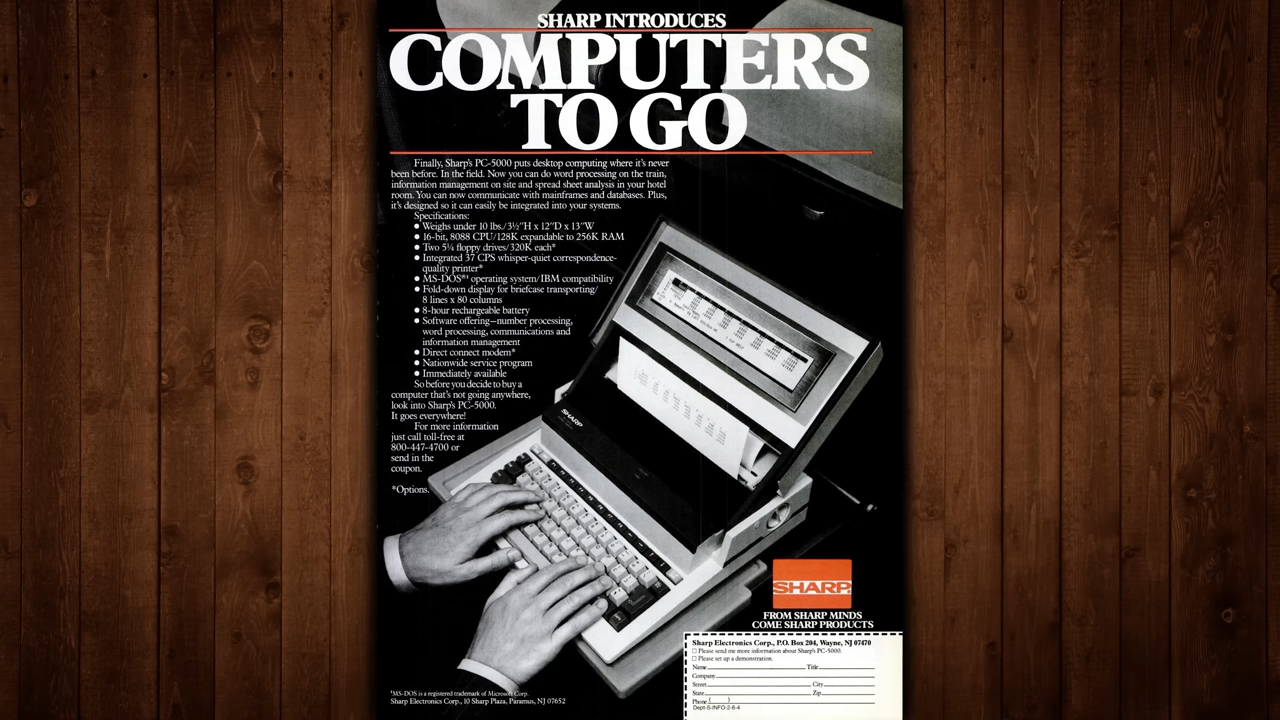 SHARP INTRODUCES
COMPUTERS
TO GO
Finally, Sharp's PC-5000 puts desktop computing where it's never
been before. In the field. Now you can do word processing on the train,
information management on site and spread sheet analysis in your hotel
room. You can now communicate with mainframes and databases. Plus,
it's designed so it can easily be integrated into your systems.
Specifications:
● Weighs under 10 lbs./3½"H x 12"D x 13"W
● 16-bit, 8088 CPU/128K expandable to 256K RAM
● Two 5¼ floppy drives/320K each*
● Integrated 37 CPS whisper-quiet correspondence-
quality printer*
● MS-DOS®† operating system/IBM compatibility
● Fold-down display for briefcase transporting/
8 lines x 80 columns
● 8-hour rechargeable battery
● Software offering—number processing,
word processing, communications and
information management
● Direct connect modem*
● Nationwide service program
● Immediately available
So before you decide to buy a
computer that's not going anywhere,
look into Sharp's PC-5000.
It goes everywhere!
For more information
just call toll-free at
800-447-4700 or
send in the
coupon.
*Options.
SHARP
SHARP
FROM SHARP MINDS
COME SHARP PRODUCTS
Sharp Electronics Corp., P.O. Box 204, Wayne, NJ 07470
□ Please send me more information about Sharp's PC-5000.
□ Please set up a demonstration.
Name Title
Company
Street City
State Zip
Phone ( )
Dept-S-INFO-2-6-4
†MS-DOS is a registered trademark of Microsoft Corp.
Sharp Electronics Corp., 10 Sharp Plaza, Paramus, NJ 07652